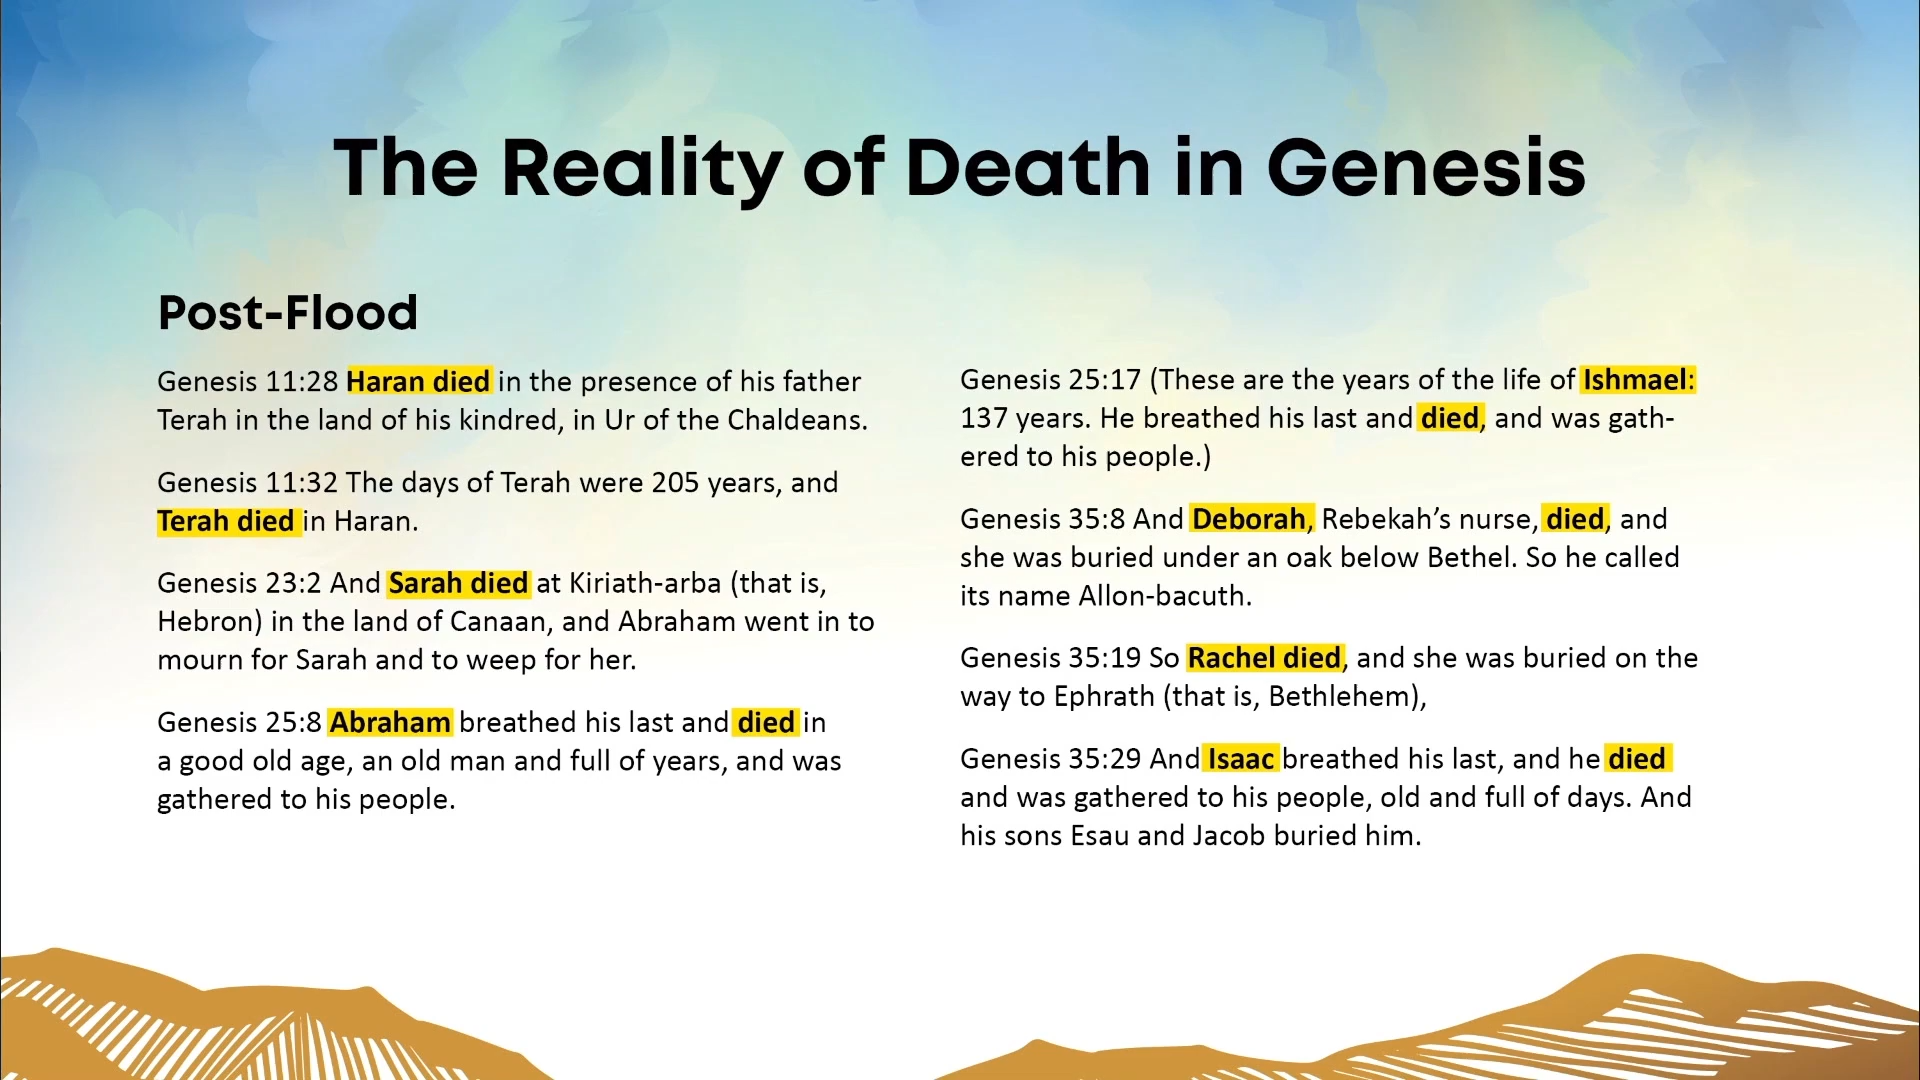 The Reality of Death in Genesis
Post-Flood
Genesis 11:28 Haran died in the presence of his father
Terah in the land of his kindred, in Ur of the Chaldeans.
Genesis 11:32 The days of Terah were 205 years, and
Terah died in Haran.
Genesis 23:2 And Sarah died at Kiriath-arba (that is,
Hebron) in the land of Canaan, and Abraham went in to
mourn for Sarah and to weep for her.
Genesis 25:8 Abraham breathed his last and died in
a good old age, an old man and full of years, and was
gathered to his people.
Genesis 25:17 (These are the years of the life of Ishmael:
137 years. He breathed his last and died, and was gath-
ered to his people.)
Genesis 35:8 And Deborah, Rebekah’s nurse, died, and
she was buried under an oak below Bethel. So he called
its name Allon-bacuth.
Genesis 35:19 So Rachel died, and she was buried on the
way to Ephrath (that is, Bethlehem),
Genesis 35:29 And Isaac breathed his last, and he died
and was gathered to his people, old and full of days. And
his sons Esau and Jacob buried him.